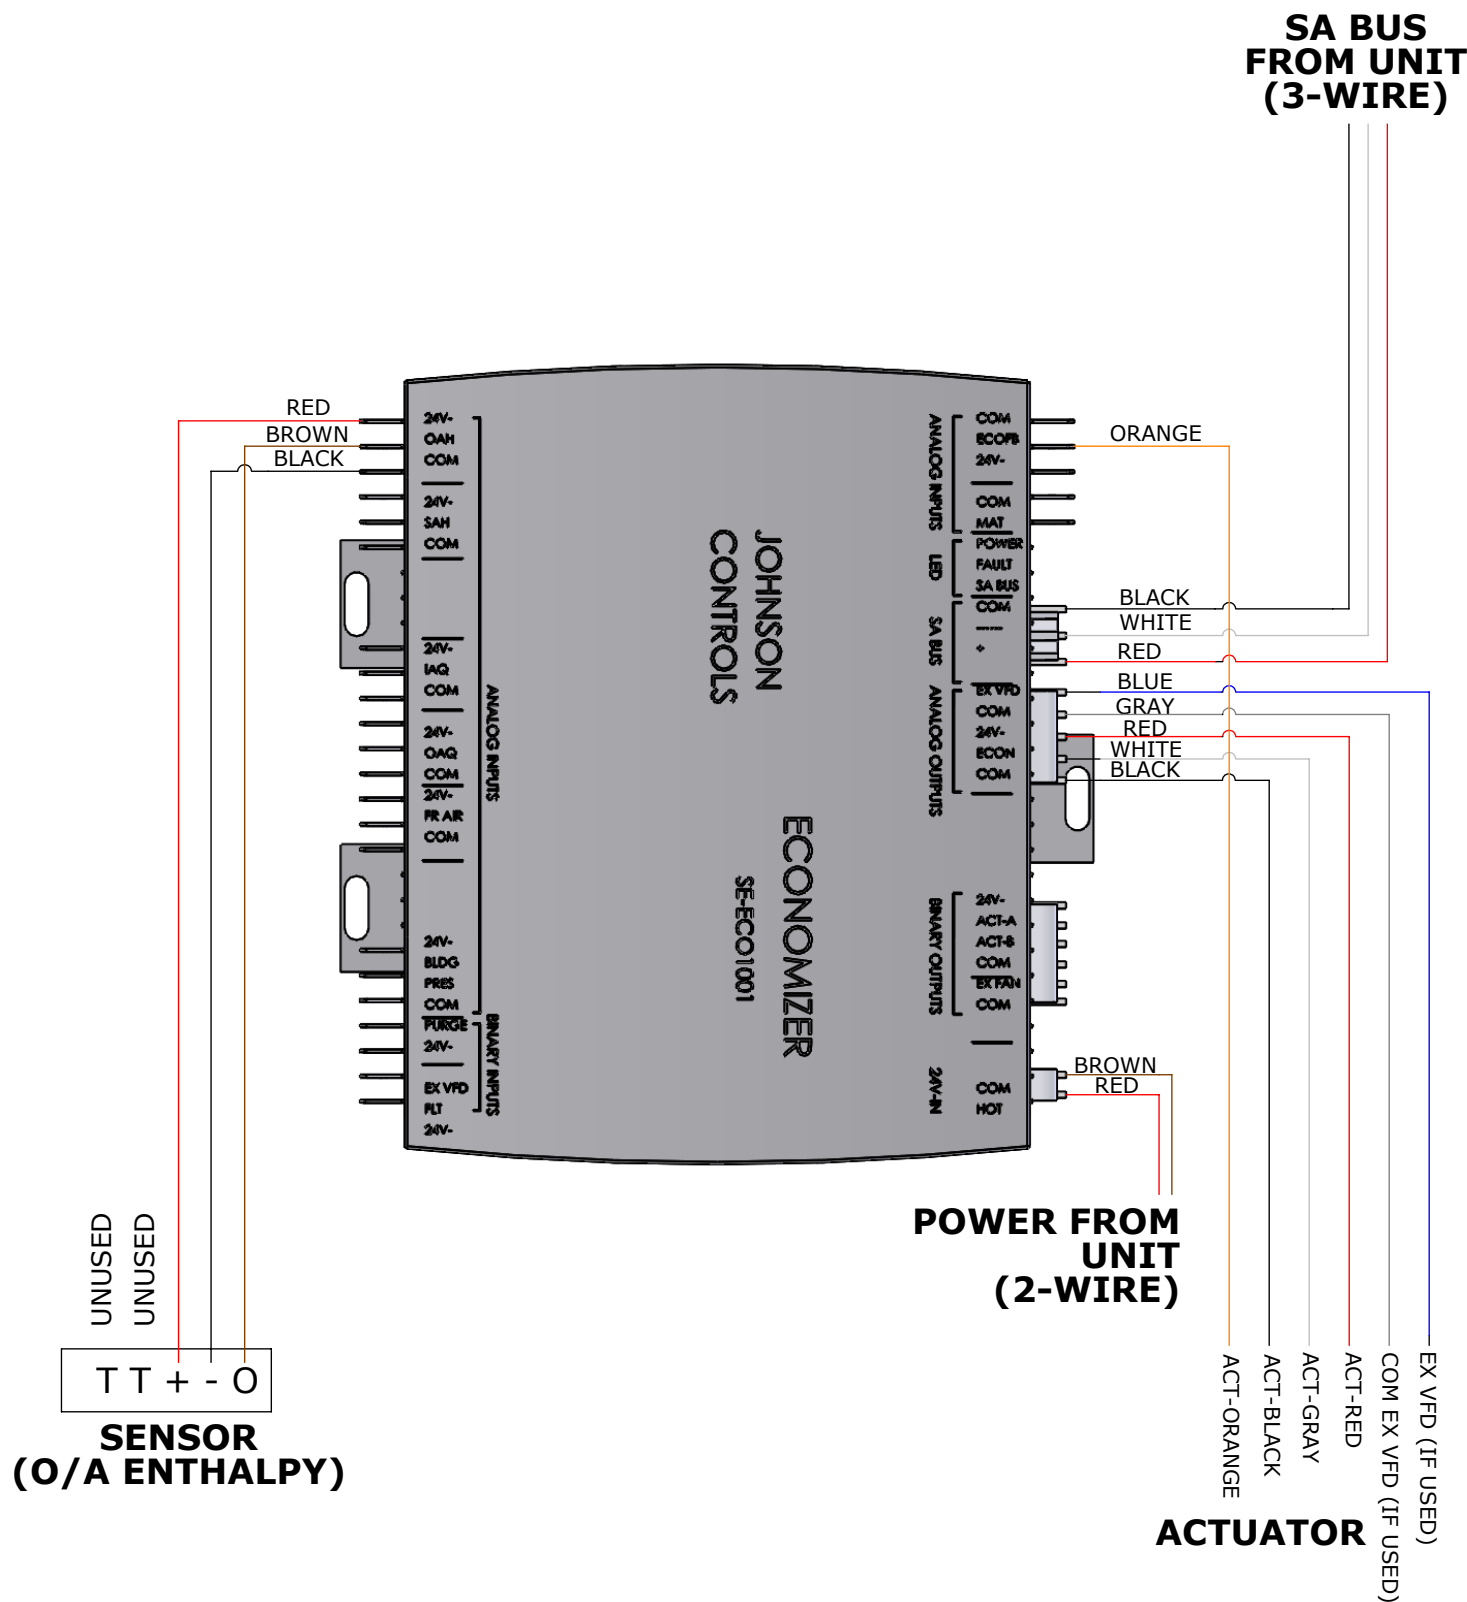 SA BUS
FROM UNIT
(3-WIRE)
RED
BROWN
BLACK
24V~
OAH
COM
24V~
SAH
COM
24V~
IAQ
COM
24V~
OAQ
COM
24V~
FR AIR
COM
24V~
BLDG
PRES
COM
PURGE
24V~
EX VFD
FLT
24V~
ANALOG INPUTS
BINARY INPUTS
JOHNSON
CONTROLS
ECONOMIZER
SE-ECO1001
ANALOG INPUTS
LED
SA BUS
ANALOG OUTPUTS
BINARY OUTPUTS
24V~IN
COM
ECOFB
24V~
COM
MAT
POWER
FAULT
SA BUS
COM
+
EX VFD
COM
24V~
ECON
COM
24V~
ACT-A
ACT-B
COM
EX FAN
COM
COM
HOT
ORANGE
BLACK
WHITE
RED
BLUE
GRAY
RED
WHITE
BLACK
BROWN
RED
POWER FROM
UNIT
(2-WIRE)
UNUSED
UNUSED
T T + - O
SENSOR
(O/A ENTHALPY)
ACT-ORANGE
ACT-BLACK
ACT-GRAY
ACT-RED
COM EX VFD (IF USED)
EX VFD (IF USED)
ACTUATOR